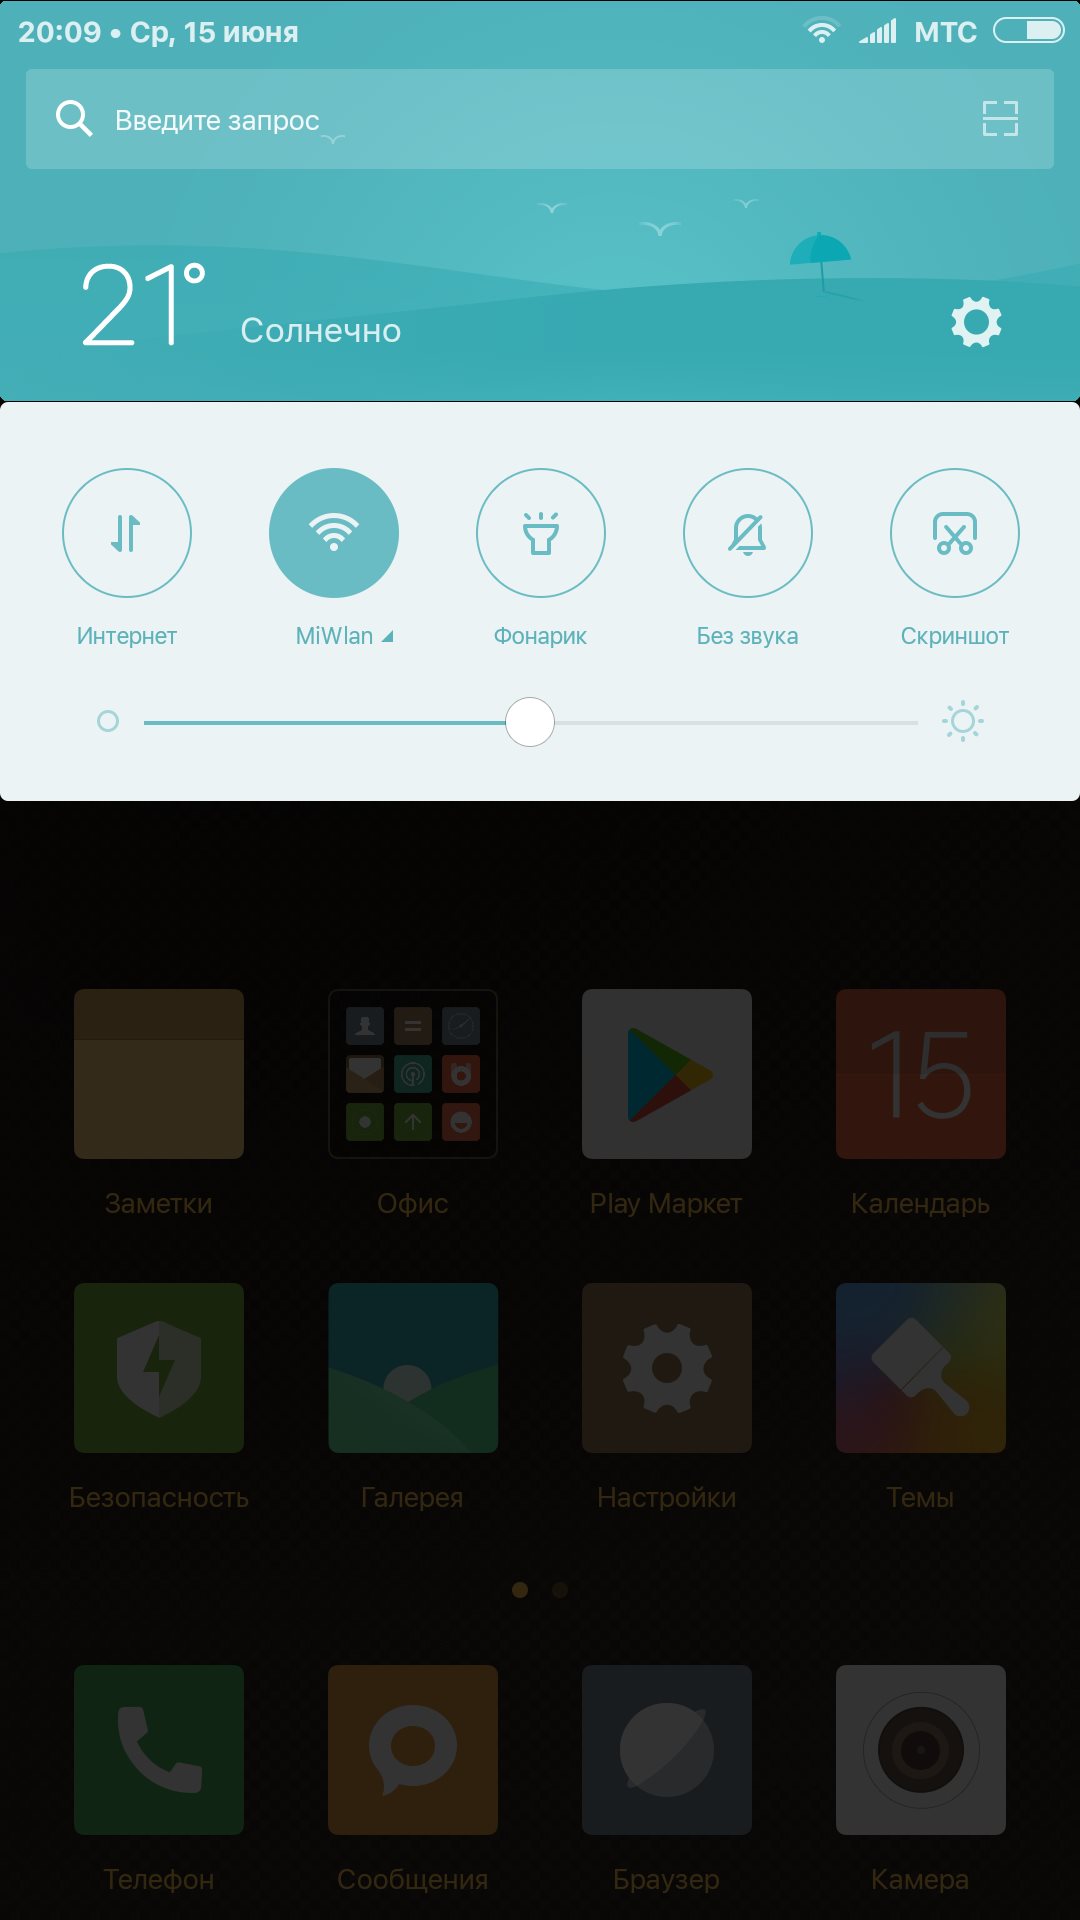 20:09 • Ср, 15 июня МТС
Введите запрос
21° Солнечно
Интернет MiWlan Фонарик Без звука Скриншот
15
Заметки Офис Play Маркет Календарь
Безопасность Галерея Настройки Темы
Телефон Сообщения Браузер Камера